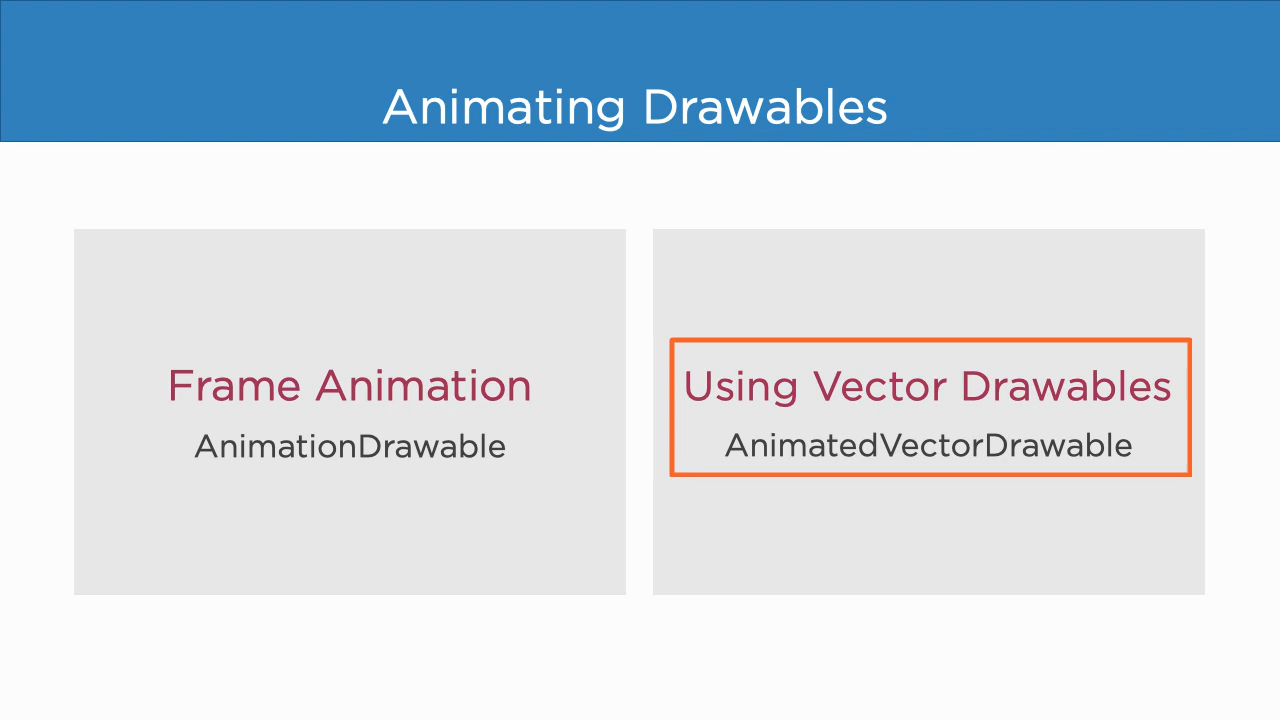 Animating Drawables
Frame Animation
AnimationDrawable
Using Vector Drawables
AnimatedVectorDrawable